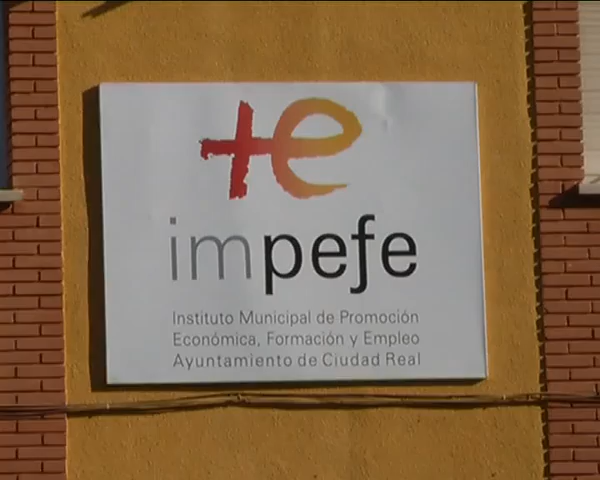 +e
impefe
Instituto Municipal de Promoción
Económica, Formación y Empleo
Ayuntamiento de Ciudad Real